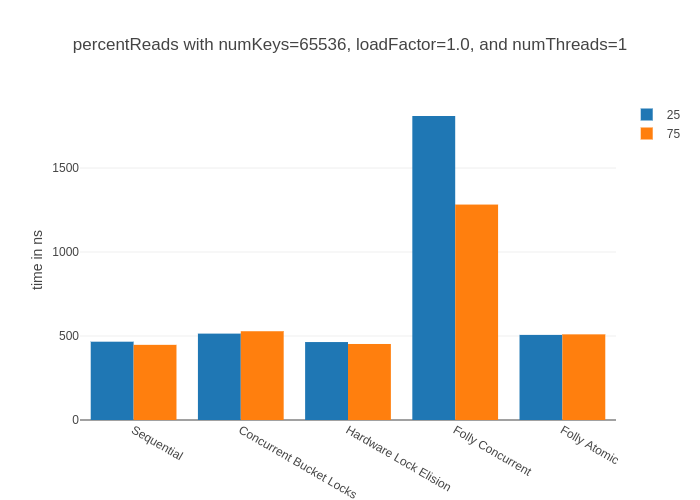 percentReads with numKeys=65536, loadFactor=1.0, and numThreads=1
25
75
time in ns
1500
1000
500
0
Sequential
Concurrent Bucket Locks
Hardware Lock Elision
Folly Concurrent
Folly Atomic